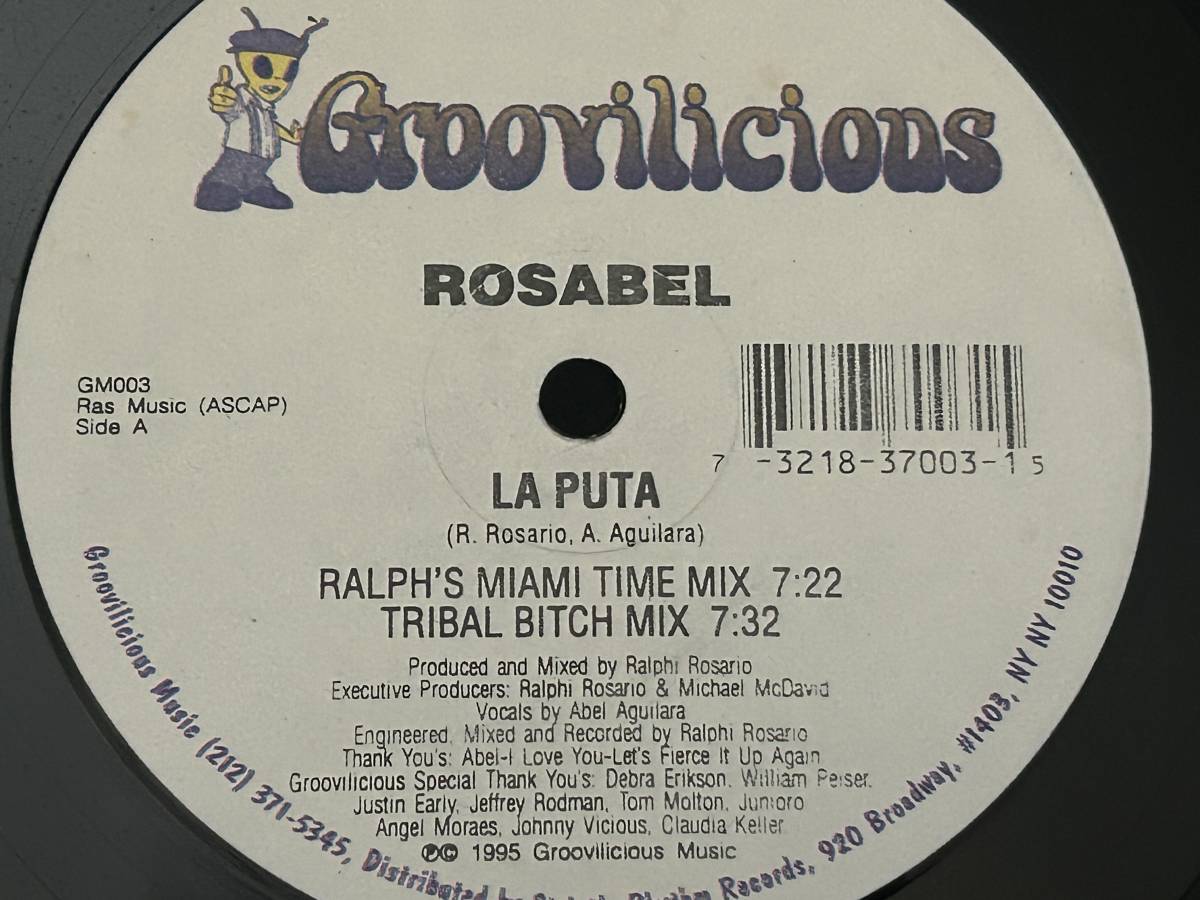 Groovilicious
ROSABEL
GM003
Ras Music (ASCAP)
Side A
7 -3218-37003-1 5
LA PUTA
(R. Rosario, A. Aguilara)
RALPH'S MIAMI TIME MIX 7:22
TRIBAL BITCH MIX 7:32
Produced and Mixed by Ralphi Rosario
Executive Producers: Ralphi Rosario & Michael McDavid
Vocals by Abel Aguilara
Engineered, Mixed and Recorded by Ralphi Rosario
Thank You's: Abel-I Love You-Let's Fierce It Up Again
Groovilicious Special Thank You's: Debra Erikson, William Peiser,
Justin Early, Jeffrey Rodman, Tom Molton, Junioro
Angel Moraes, Johnny Vicious, Claudia Keller
℗© 1995 Groovilicious Music
Groovilicious Music (212) 371-5345, Distributed by Rhythm Records, 920 Broadway, #1403, NY NY 10010